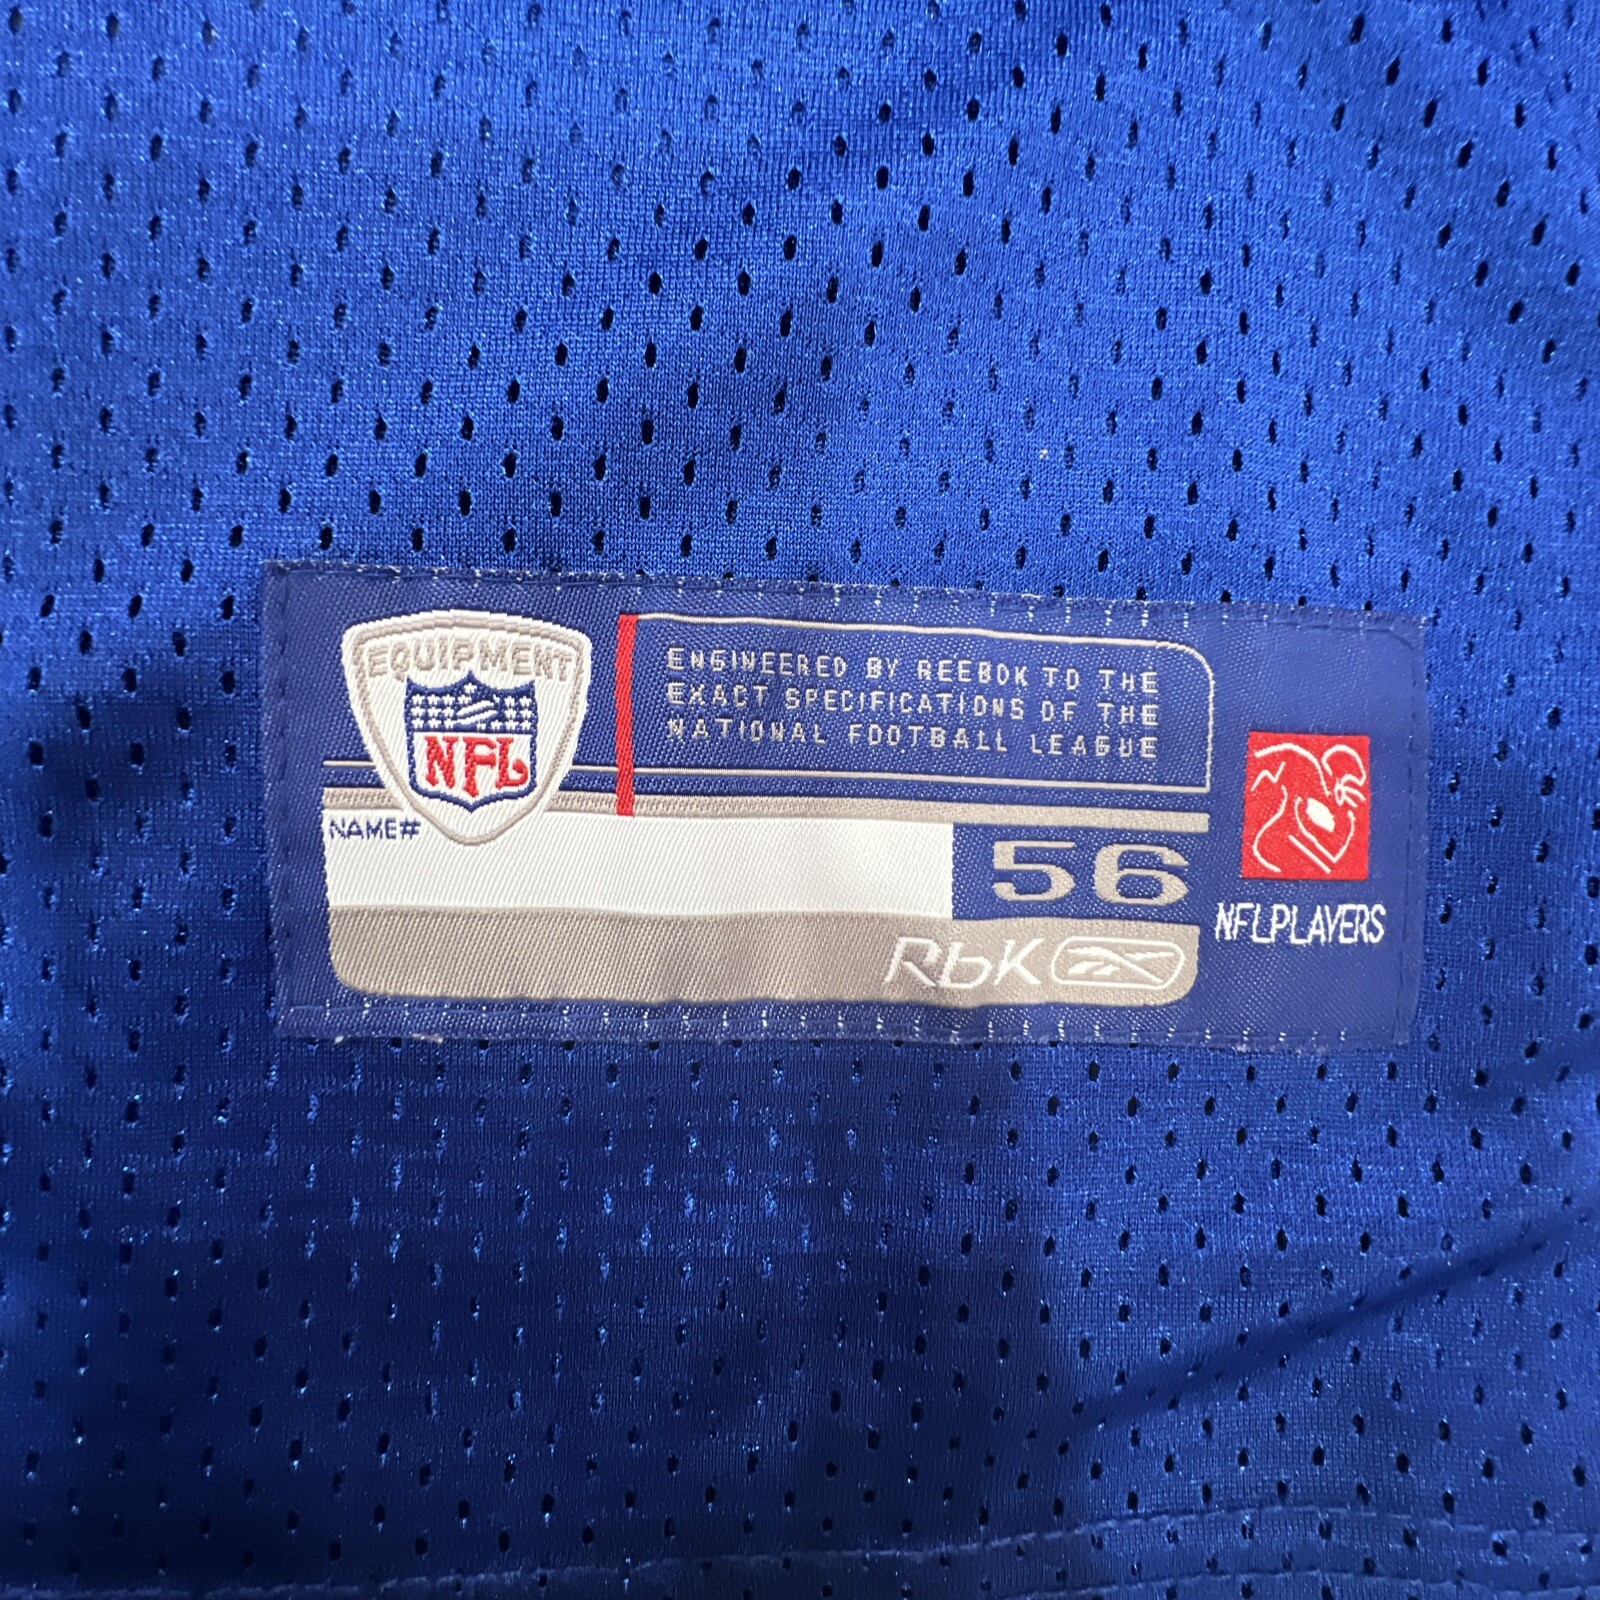 EQUIPMENT
NFL
ENGINEERED BY REEBOK TO THE
EXACT SPECIFICATIONS OF THE
NATIONAL FOOTBALL LEAGUE
NAME#
56
RbK
NFLPLAYERS